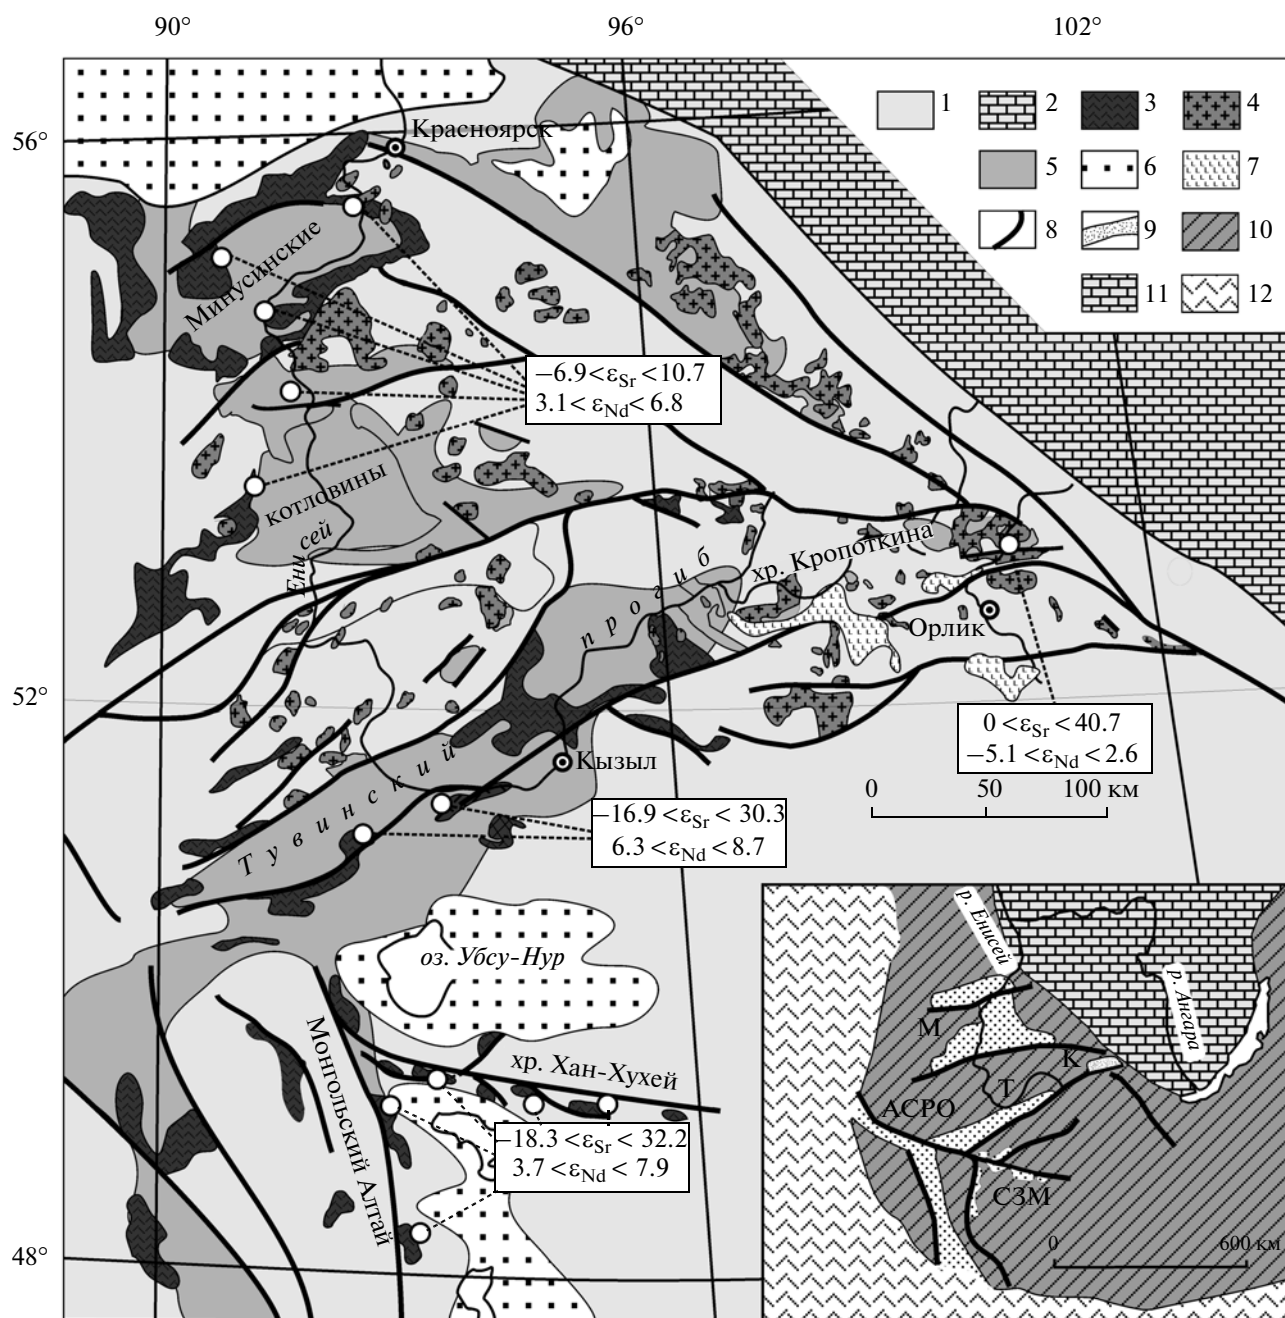 90°
96°
102°
56°
52°
48°
1
2
3
4
5
6
7
8
9
10
11
12
Красноярск
Минусинские
котловины
Енисей
−6.9 < εSr < 10.7
3.1 < εNd < 6.8
хр. Кропоткина
прогиб
Орлик
0 < εSr < 40.7
−5.1 < εNd < 2.6
0 50 100 км
Кызыл
Тувинский
−16.9 < εSr < 30.3
6.3 < εNd < 8.7
оз. Убсу-Нур
хр. Хан-Хухей
Монгольский Алтай
−18.3 < εSr < 32.2
3.7 < εNd < 7.9
р. Енисей
р. Ангара
М
К
Т
АСРО
СЗМ
0 600 км